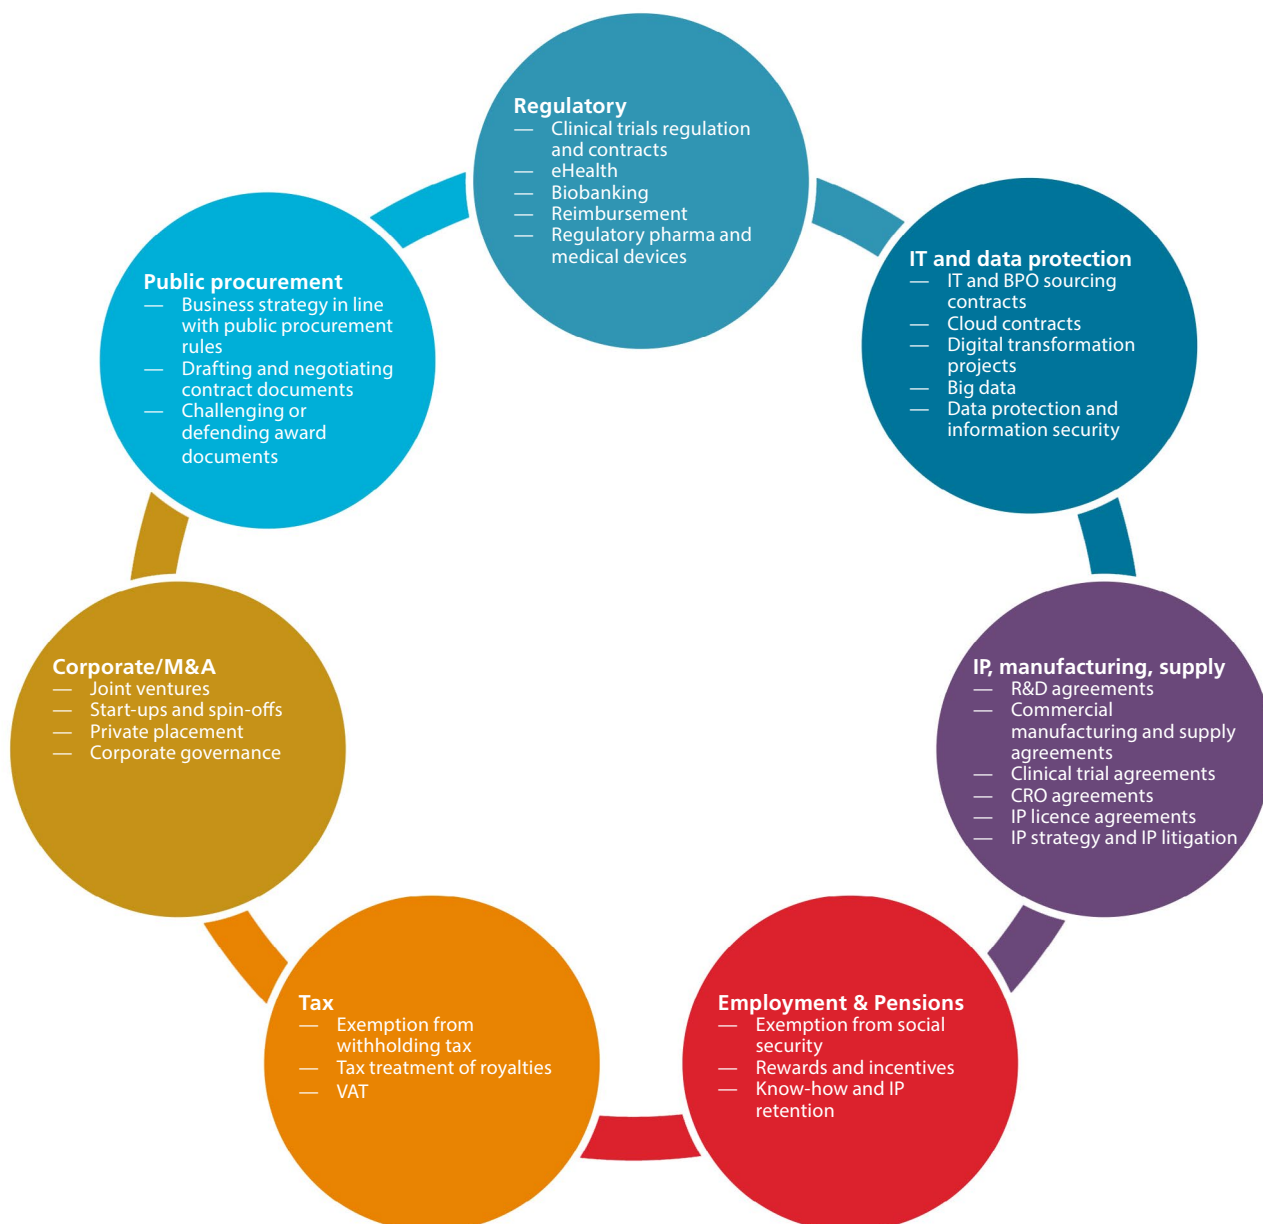 Regulatory
— Clinical trials regulation
and contracts
— eHealth
— Biobanking
— Reimbursement
— Regulatory pharma and
medical devices
IT and data protection
— IT and BPO sourcing
contracts
— Cloud contracts
— Digital transformation
projects
— Big data
— Data protection and
information security
IP, manufacturing, supply
— R&D agreements
— Commercial
manufacturing and supply
agreements
— Clinical trial agreements
— CRO agreements
— IP licence agreements
— IP strategy and IP litigation
Employment & Pensions
— Exemption from social
security
— Rewards and incentives
— Know-how and IP
retention
Tax
— Exemption from
withholding tax
— Tax treatment of royalties
— VAT
Corporate/M&A
— Joint ventures
— Start-ups and spin-offs
— Private placement
— Corporate governance
Public procurement
— Business strategy in line
with public procurement
rules
— Drafting and negotiating
contract documents
— Challenging or
defending award
documents